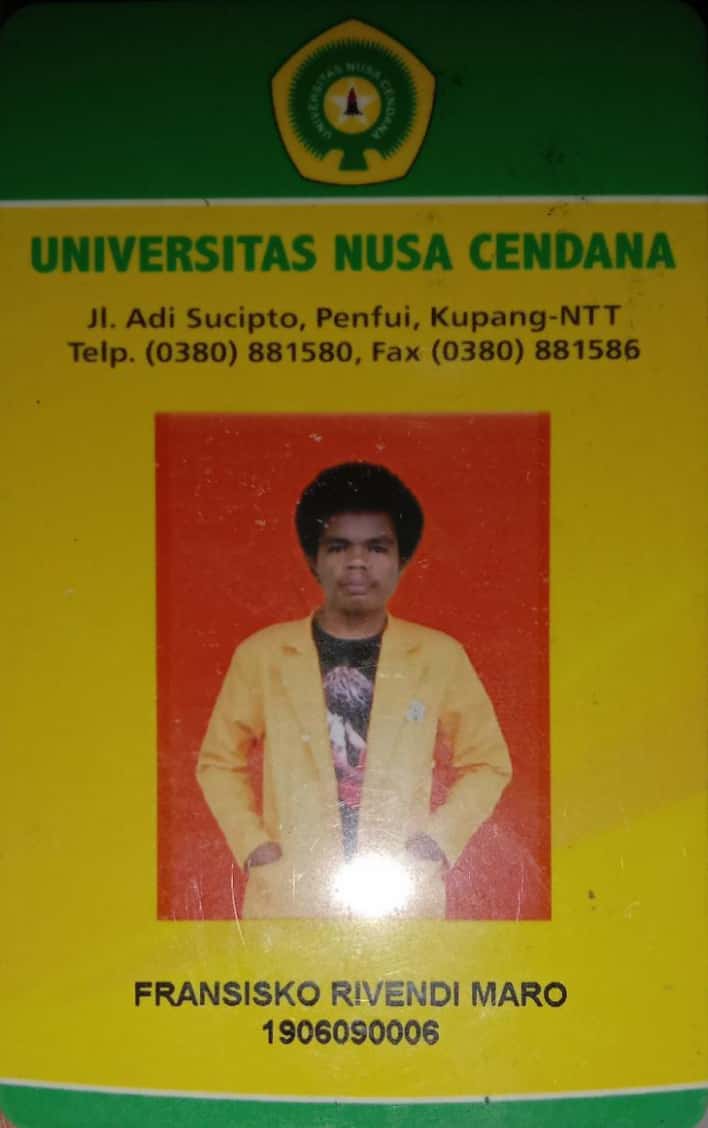 UNIVERSITAS NUSA CENDANA
UNIVERSITAS NUSA CENDANA
Jl. Adi Sucipto, Penfui, Kupang-NTT
Telp. (0380) 881580, Fax (0380) 881586
FRANSISKO RIVENDI MARO
1906090006